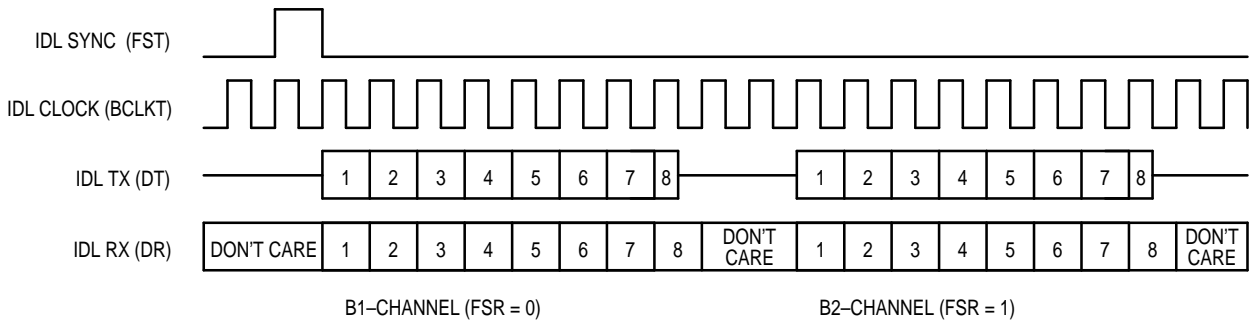 IDL SYNC (FST)
IDL CLOCK (BCLKT)
IDL TX (DT) 1 2 3 4 5 6 7 8 1 2 3 4 5 6 7 8
IDL RX (DR) DON'T CARE 1 2 3 4 5 6 7 8 DON'T CARE 1 2 3 4 5 6 7 8 DON'T CARE
B1–CHANNEL (FSR = 0) B2–CHANNEL (FSR = 1)